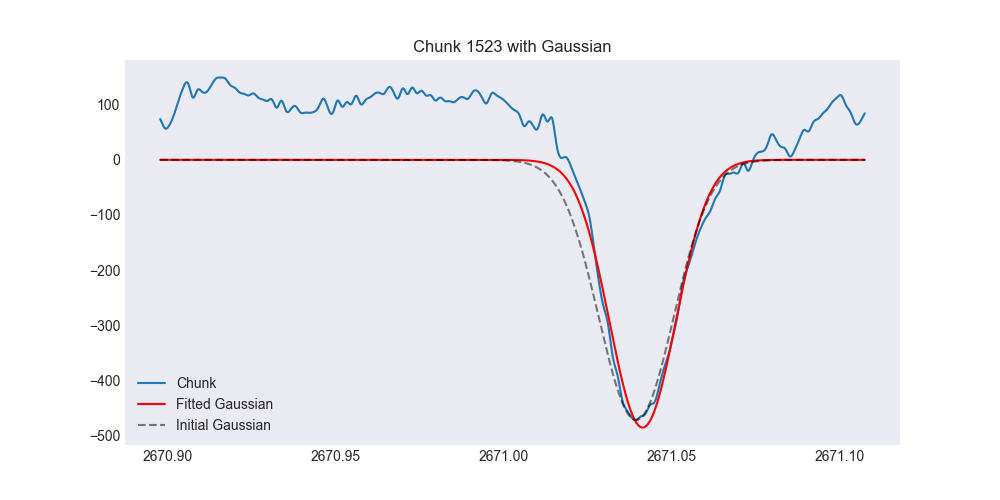 Chunk 1523 with Gaussian
100
0
−100
−200
−300
−400
−500
Chunk
Fitted Gaussian
Initial Gaussian
2670.90 2670.95 2671.00 2671.05 2671.10